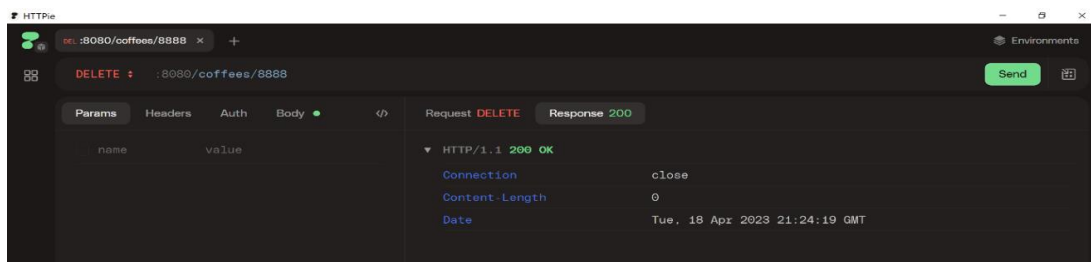 HTTPie
DEL :8080/coffees/8888 × +
Environments
DELETE :8080/coffees/8888
Send
Params Headers Auth Body </>
Request DELETE Response 200
name value
HTTP/1.1 200 OK
Connection close
Content-Length 0
Date Tue, 18 Apr 2023 21:24:19 GMT